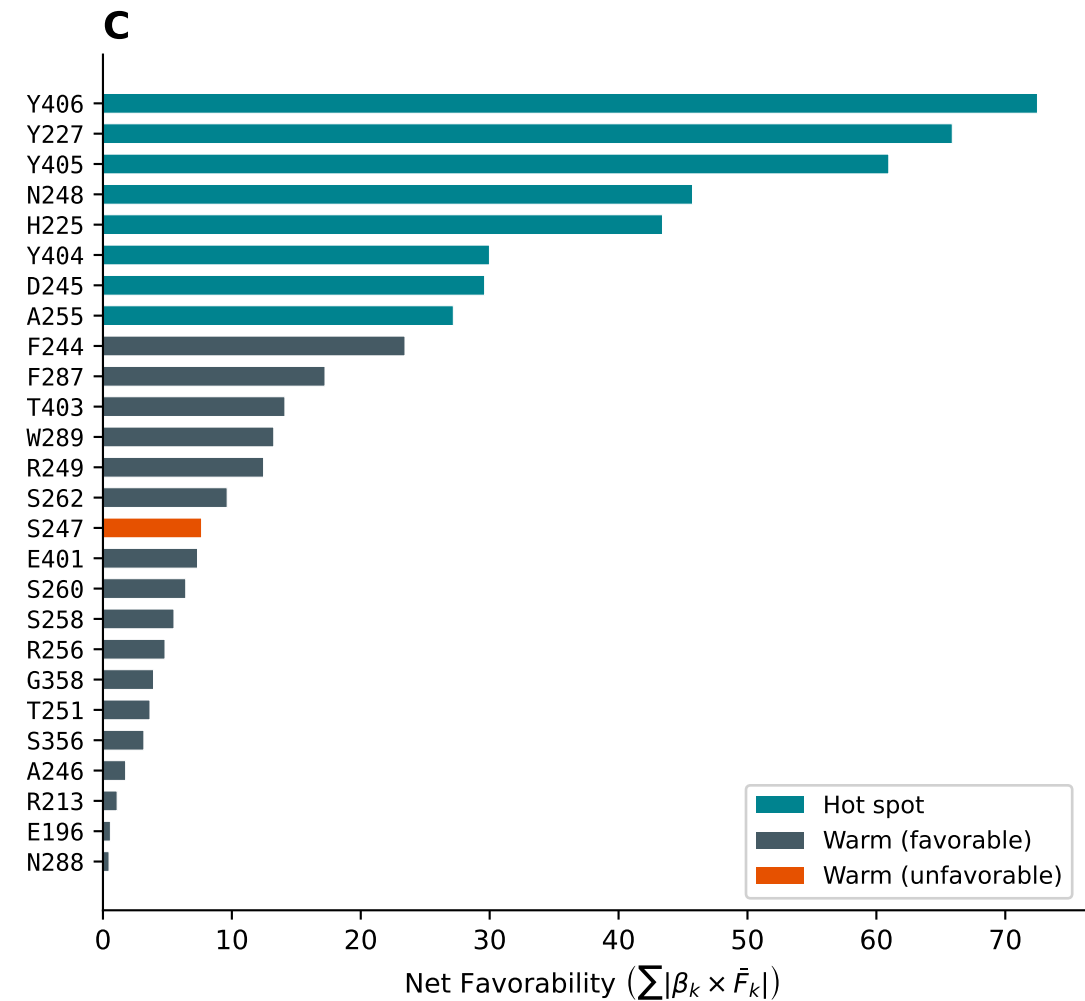 C
Y406
Y227
Y405
N248
H225
Y404
D245
A255
F244
F287
T403
W289
R249
S262
S247
E401
S260
S258
R256
G358
T251
S356
A246
R213
E196
N288
Hot spot
Warm (favorable)
Warm (unfavorable)
0 10 20 30 40 50 60 70
Net Favorability (∑|βₖ × F̄ₖ|)